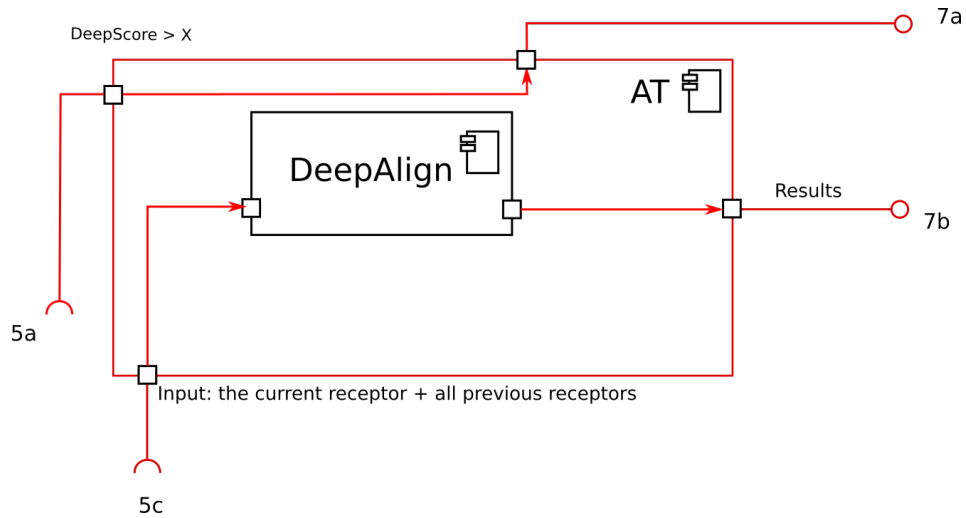 7a
DeepScore > X
AT
DeepAlign
Results
7b
5a
Input: the current receptor + all previous receptors
5c